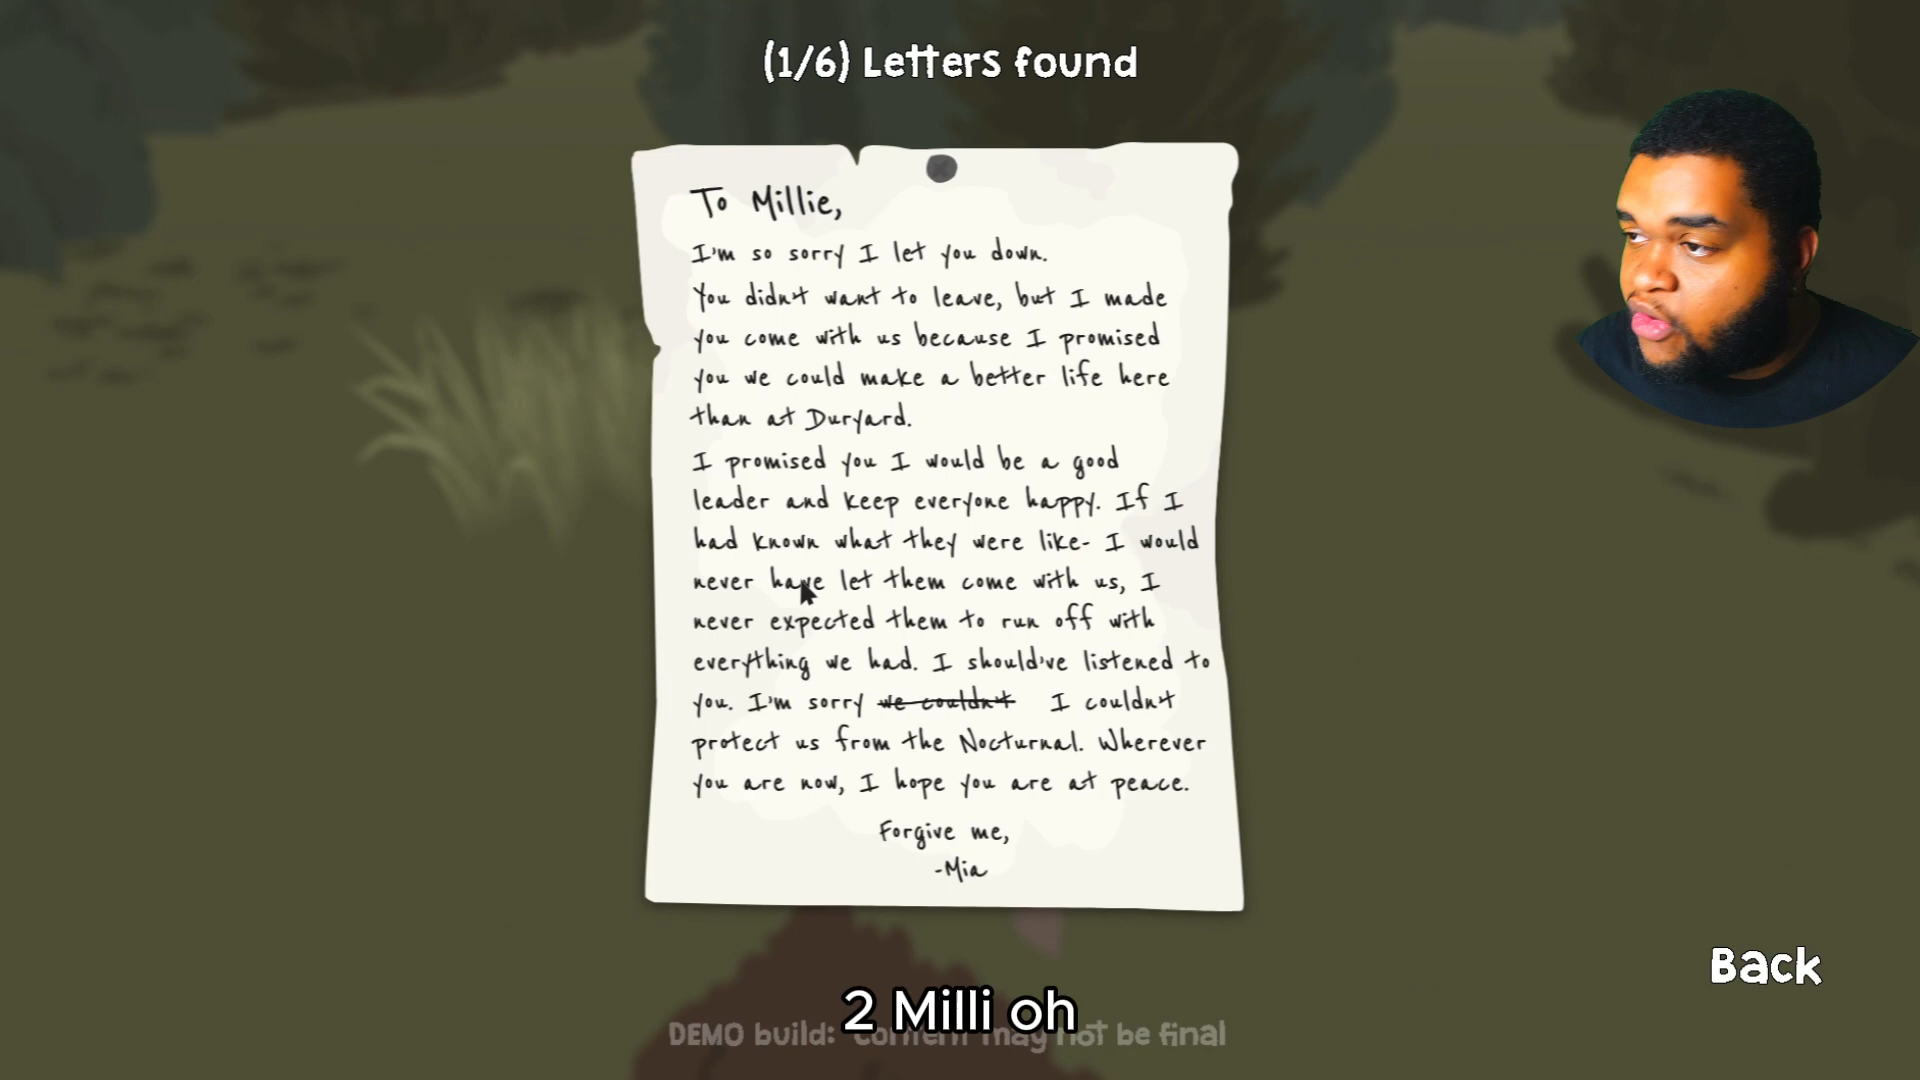 (1/6) Letters found
To Millie,
I'm so sorry I let you down.
You didn't want to leave, but I made
you come with us because I promised
you we could make a better life here
than at Duryard.
I promised you I would be a good
leader and keep everyone happy. If I
had known what they were like- I would
never have let them come with us, I
never expected them to run off with
everything we had. I should've listened to
you. I'm sorry we couldn't I couldn't
protect us from the Nocturnal. Wherever
you are now, I hope you are at peace.
Forgive me,
-Mia
Back
2 Milli oh
DEMO build: content may not be final